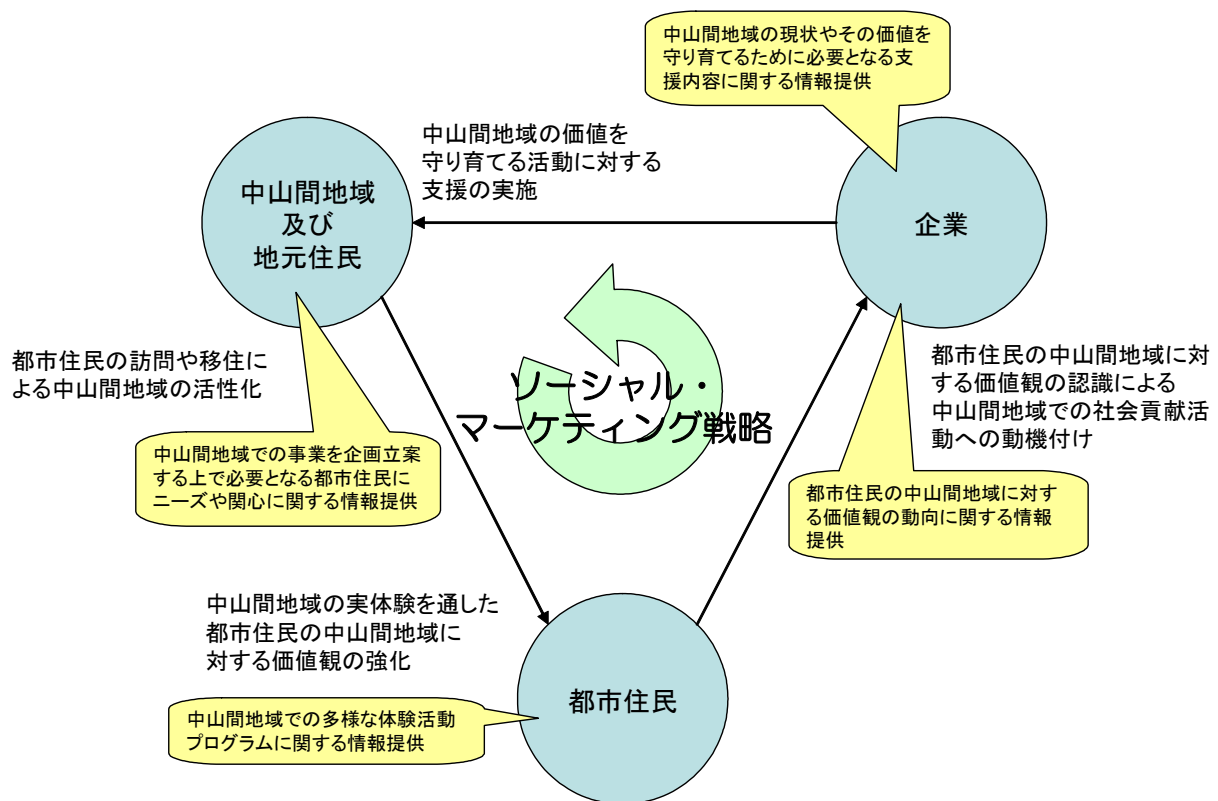 中山間地域の現状やその価値を
守り育てるために必要となる支
援内容に関する情報提供
中山間地域の価値を
守り育てる活動に対する
支援の実施
中山間地域
及び
地元住民
企業
都市住民の訪問や移住に
よる中山間地域の活性化
ソーシャル・
マーケティング戦略
都市住民の中山間地域に対
する価値観の認識による
中山間地域での社会貢献活
動への動機付け
中山間地域での事業を企画立案
する上で必要となる都市住民に
ニーズや関心に関する情報提供
都市住民の中山間地域に対す
る価値観の動向に関する情報
提供
中山間地域の実体験を通した
都市住民の中山間地域に
対する価値観の強化
都市住民
中山間地域での多様な体験活動
プログラムに関する情報提供